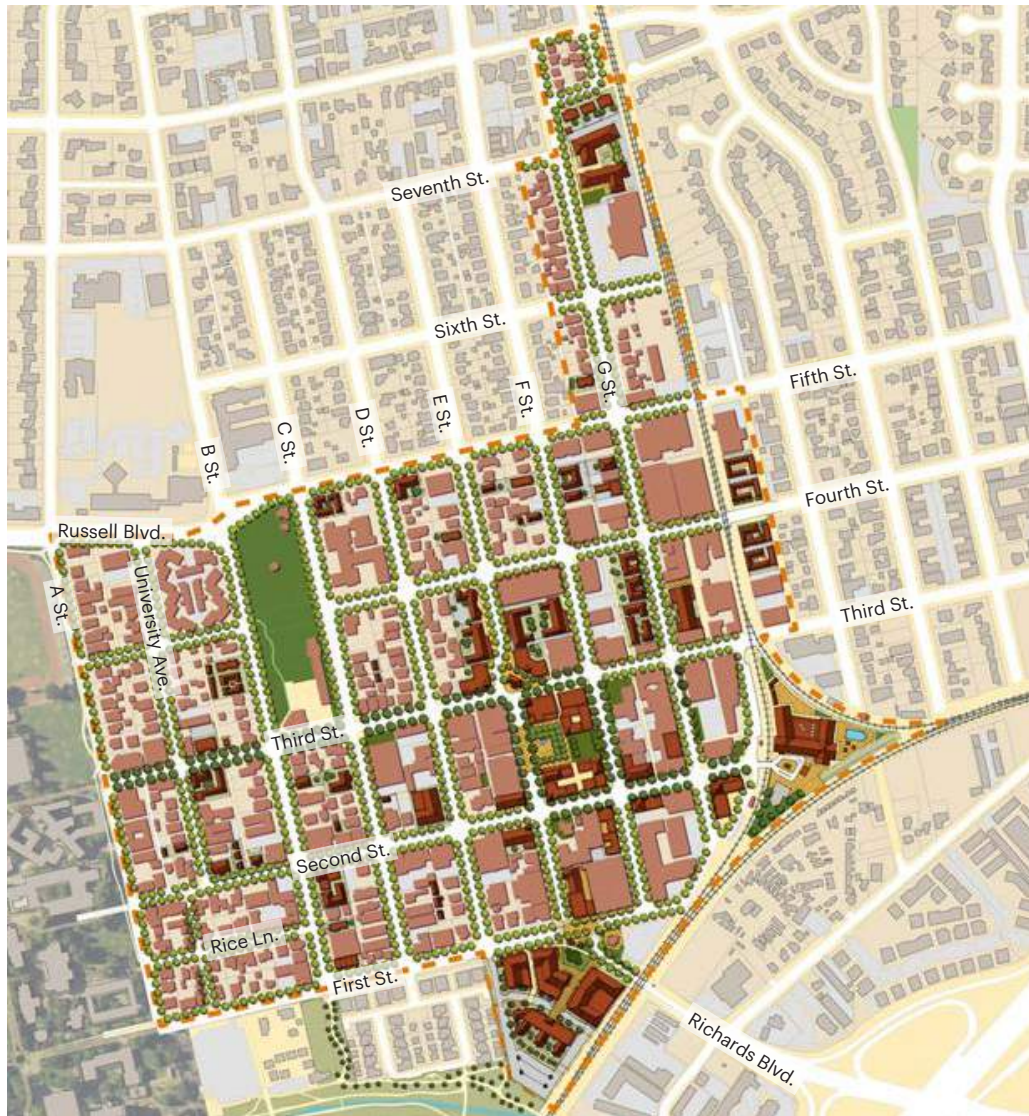 Seventh St.
Sixth St.
Fifth St.
G St.
F St.
E St.
D St.
C St.
B St.
Fourth St.
Russell Blvd.
A St.
University Ave.
Third St.
Third St.
Second St.
Rice Ln.
First St.
Richards Blvd.